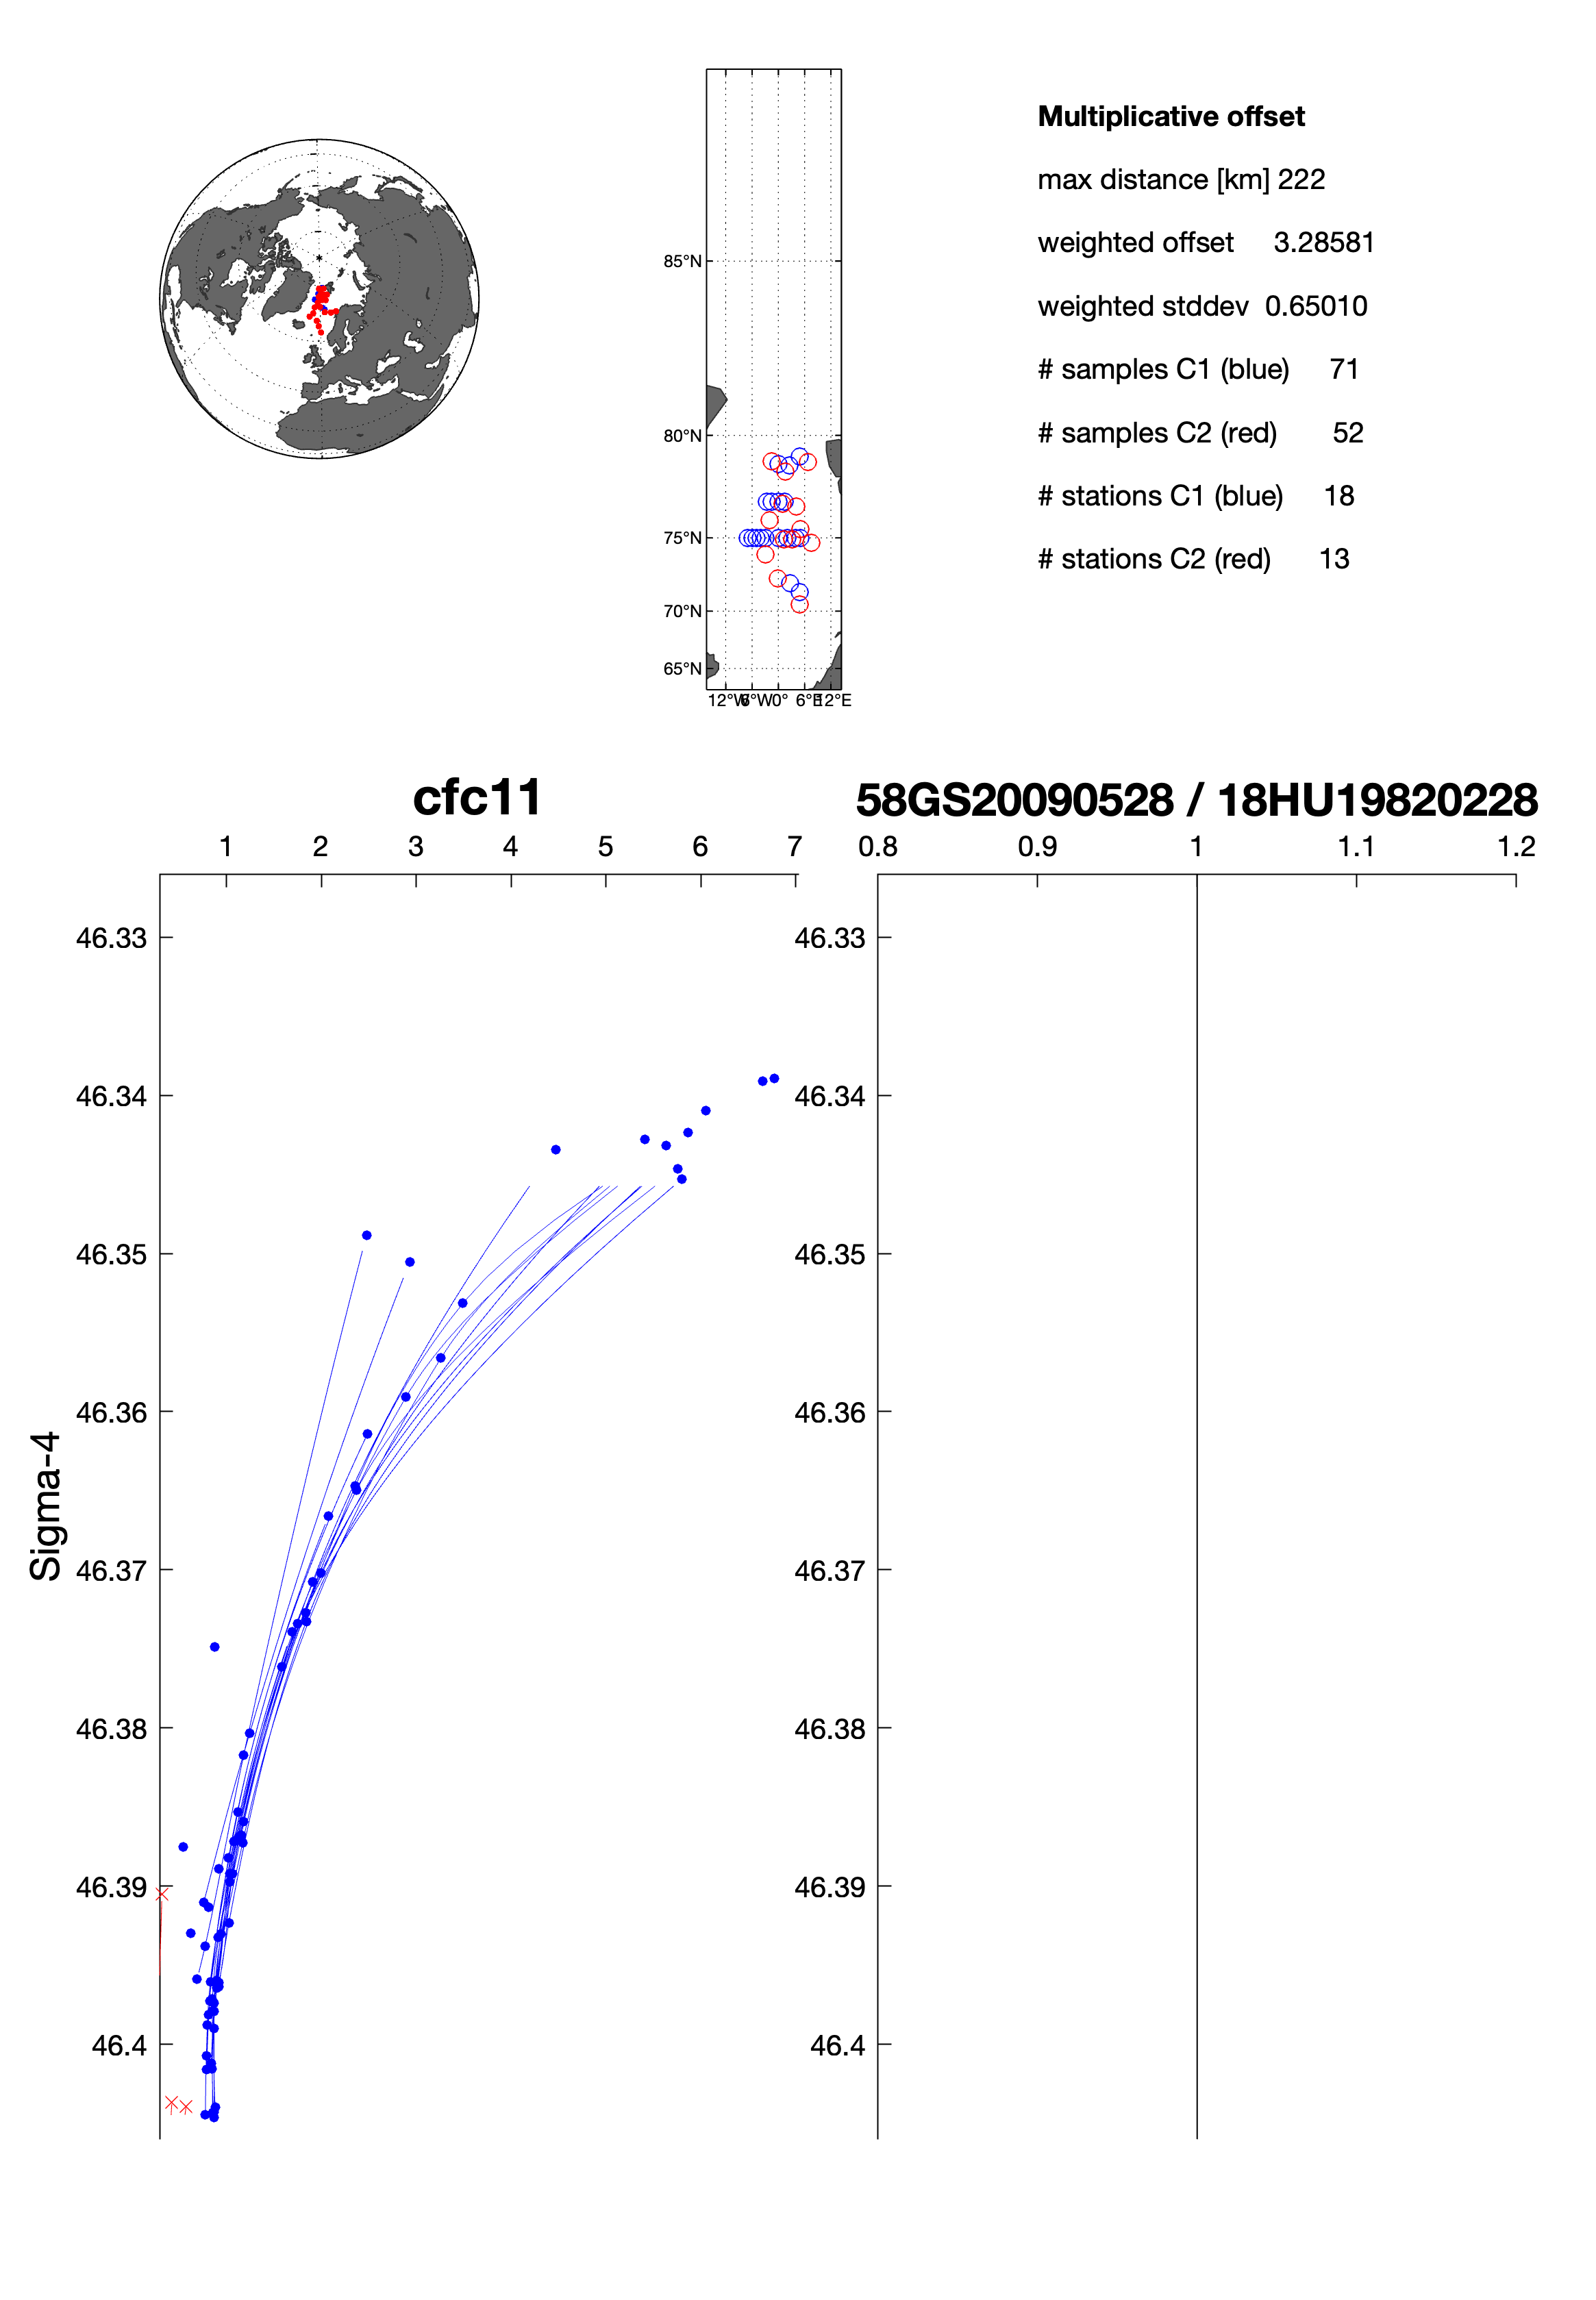 Multiplicative offset
max distance [km] 222
weighted offset 3.28581
weighted stddev 0.65010
# samples C1 (blue) 71
# samples C2 (red) 52
# stations C1 (blue) 18
# stations C2 (red) 13
85°N
80°N
75°N
70°N
65°N
12°W 6°W 0° 6°E 12°E
cfc11
58GS20090528 / 18HU19820228
1 2 3 4 5 6 7
0.8 0.9 1 1.1 1.2
46.33 46.33
46.34 46.34
46.35 46.35
46.36 46.36
46.37 46.37
46.38 46.38
46.39 46.39
46.4 46.4
Sigma-4